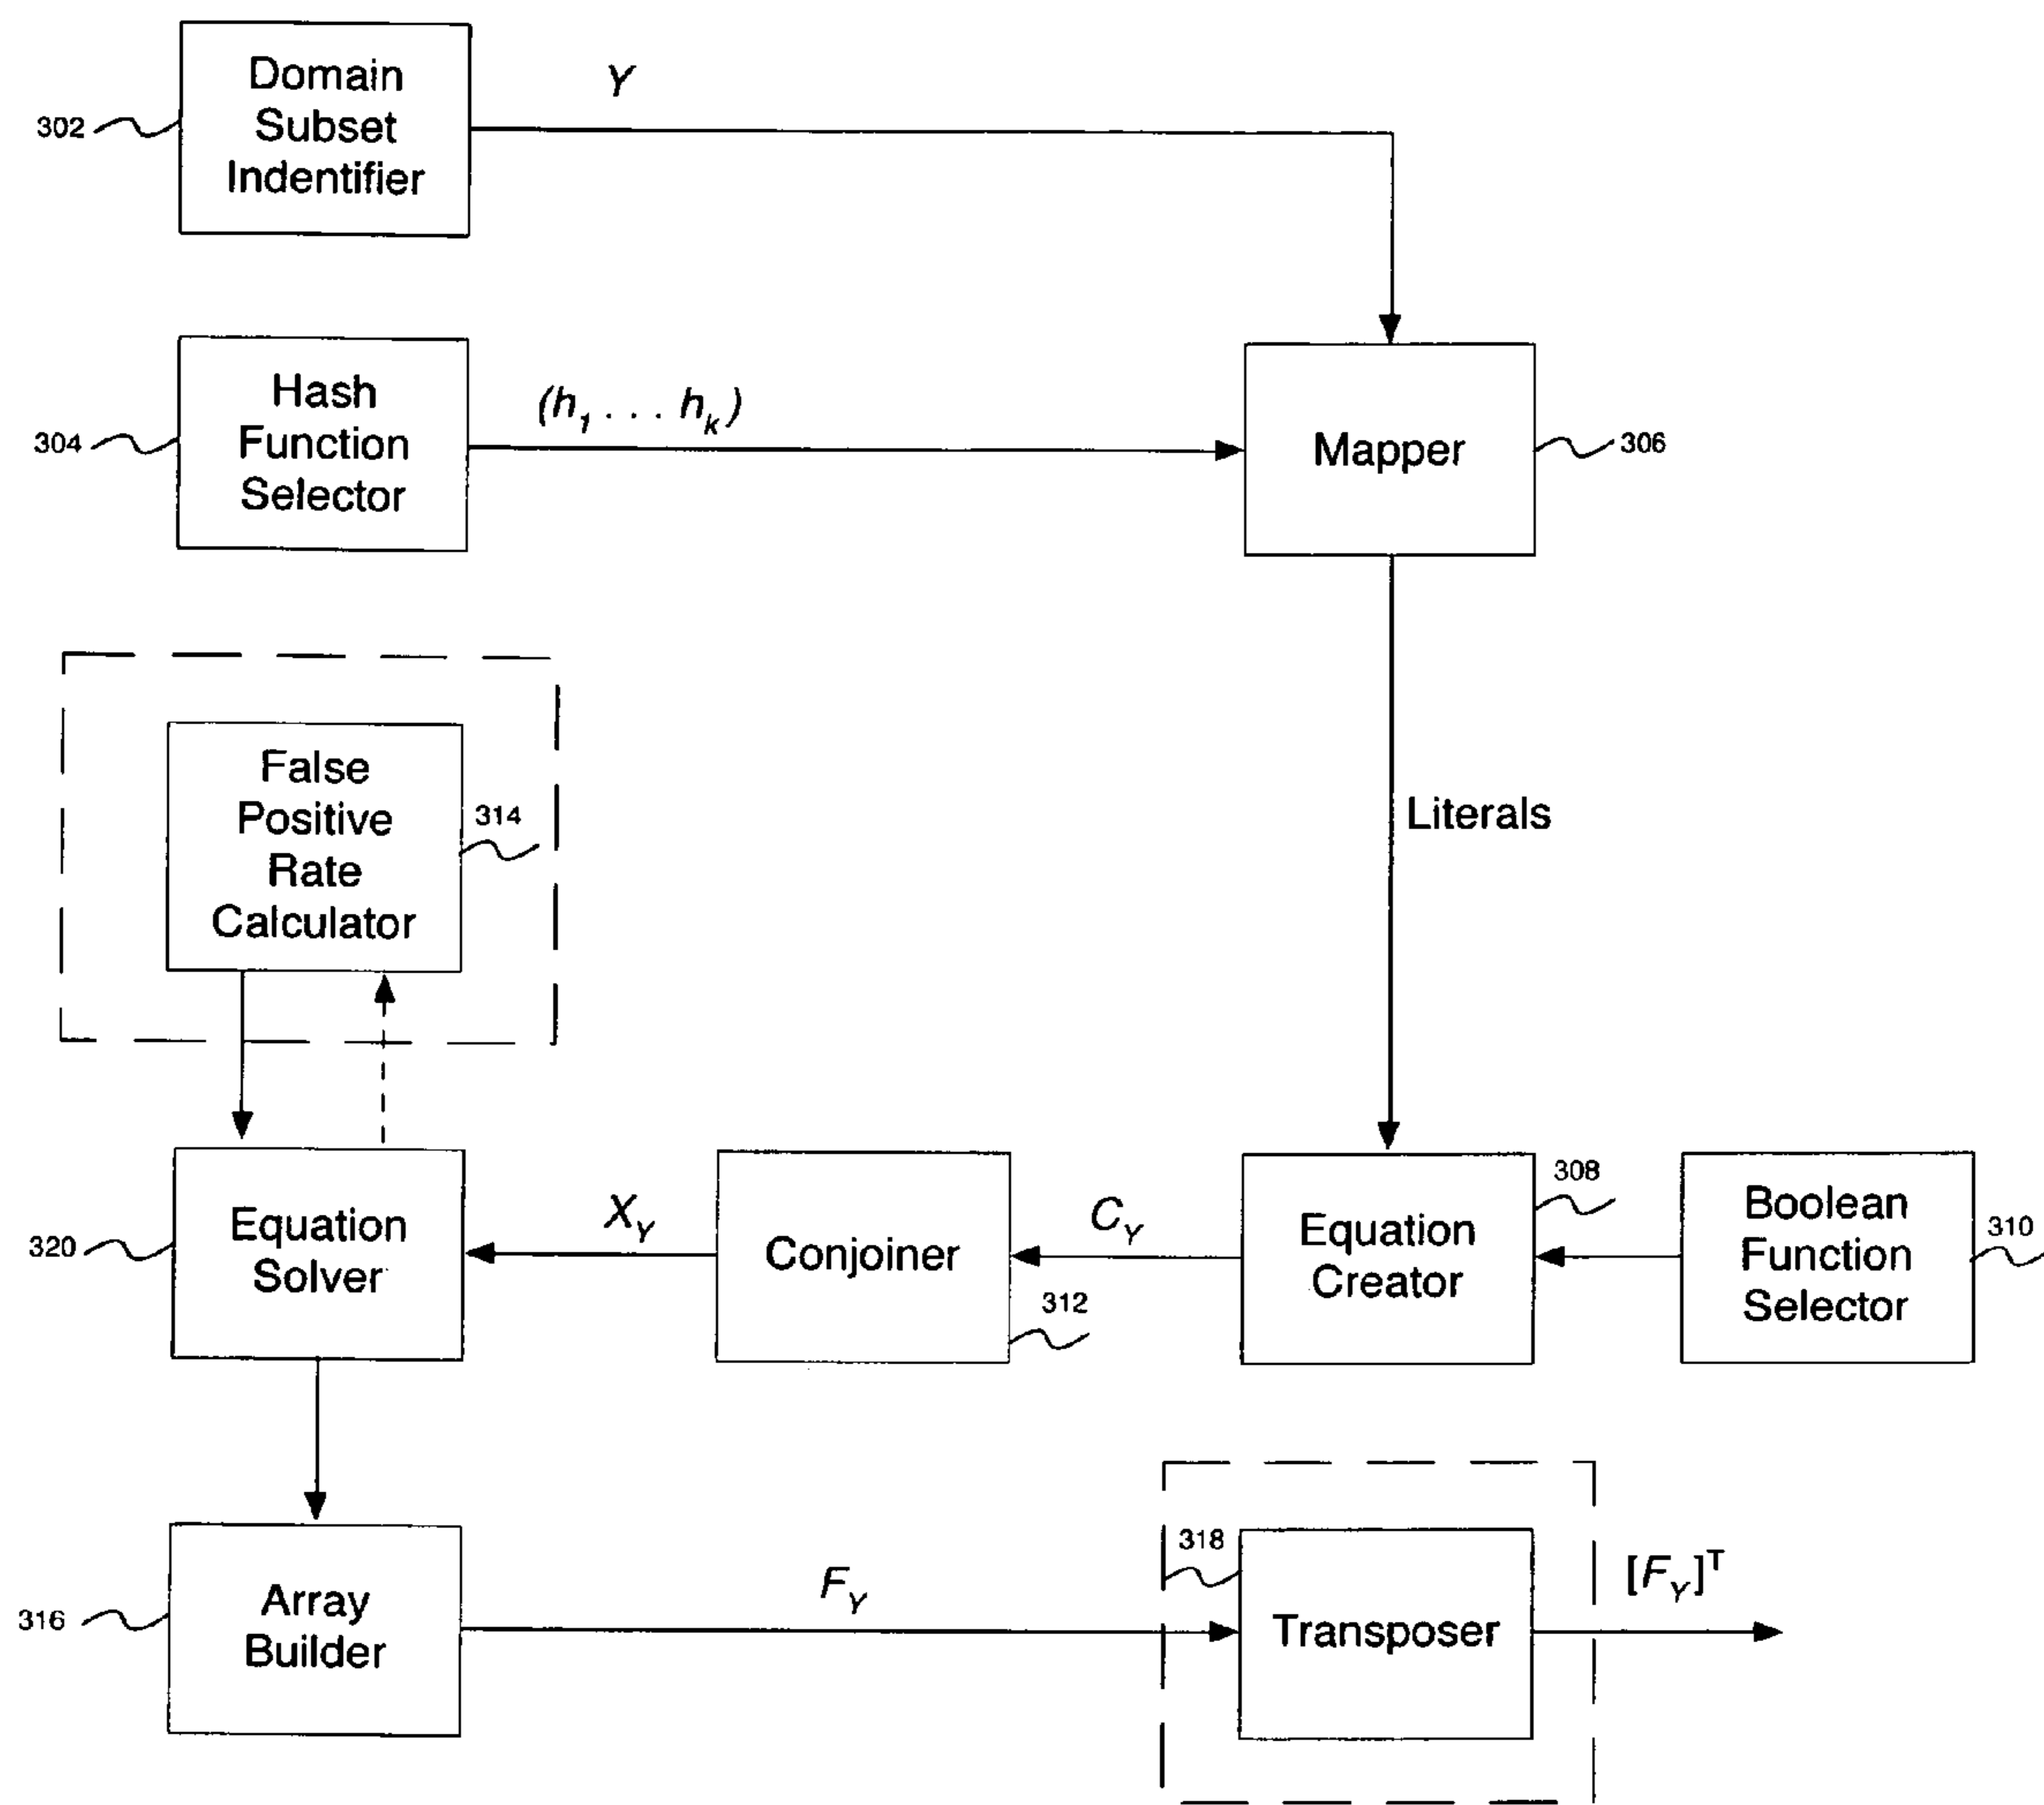 Domain
Subset
Indentifier
302
Y
Hash
Function
Selector
304
(h1 . . . hk)
Mapper
306
False
Positive
Rate
Calculator
314
Literals
Equation
Solver
320
XY
Conjoiner
312
CY
Equation
Creator
308
Boolean
Function
Selector
310
Array
Builder
316
FY
318
Transposer
[FY]T